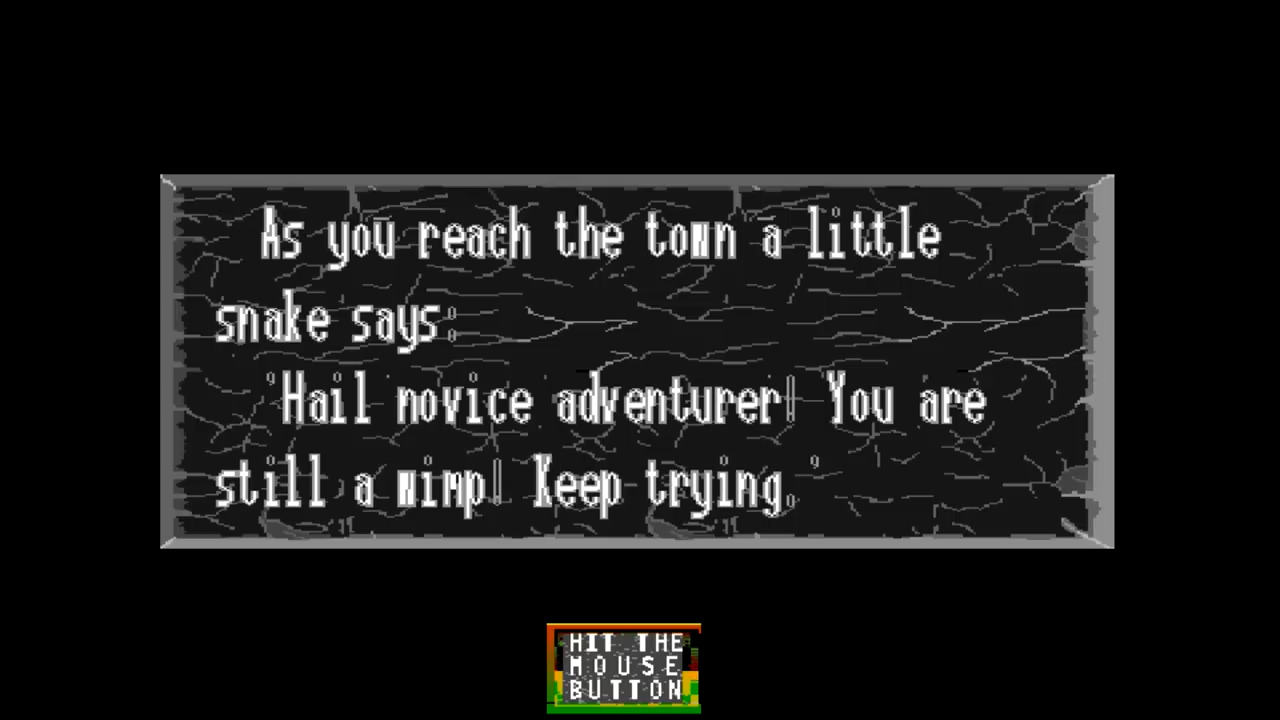 As you reach the town a little
snake says:
'Hail novice adventurer! You are
still a wimp! Keep trying.'
HIT THE
MOUSE
BUTTON